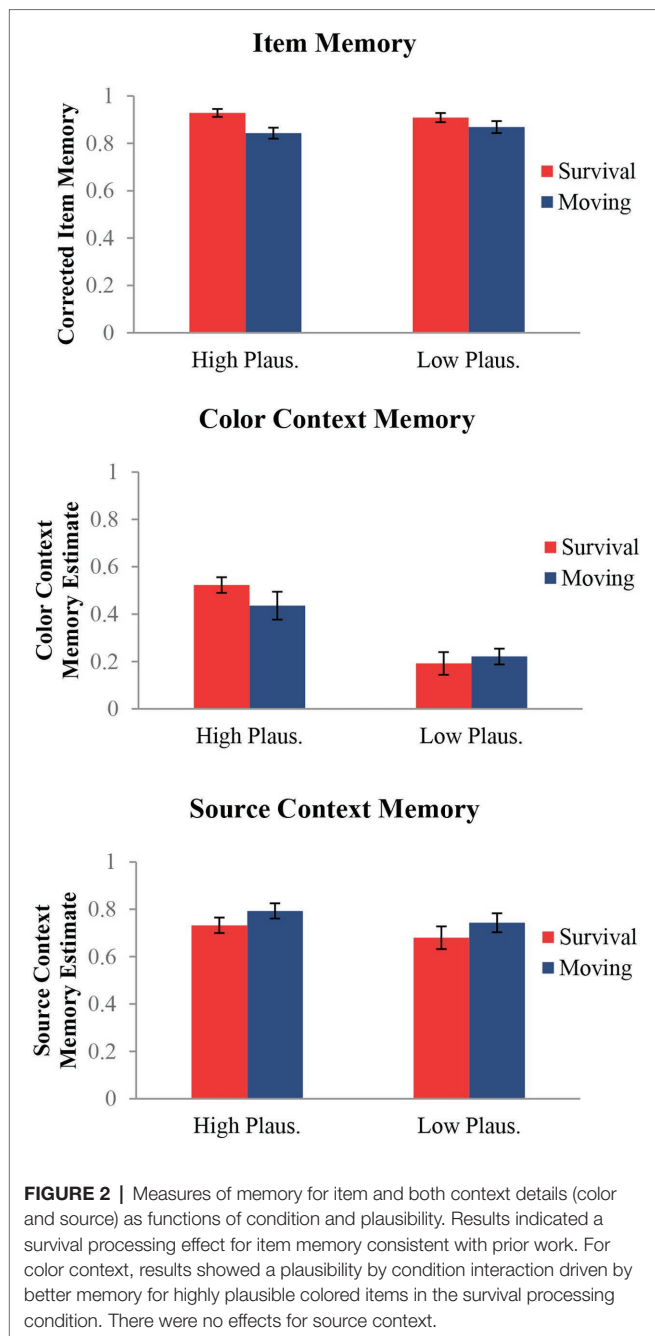 Item Memory
Corrected Item Memory
1
0.8
0.6
0.4
0.2
0
High Plaus.
Low Plaus.
Survival
Moving
Color Context Memory
Color Context
Memory Estimate
1
0.8
0.6
0.4
0.2
0
High Plaus.
Low Plaus.
Survival
Moving
Source Context Memory
Source Context
Memory Estimate
1
0.8
0.6
0.4
0.2
0
High Plaus.
Low Plaus.
Survival
Moving
FIGURE 2 | Measures of memory for item and both context details (color
and source) as functions of condition and plausibility. Results indicated a
survival processing effect for item memory consistent with prior work. For
color context, results showed a plausibility by condition interaction driven by
better memory for highly plausible colored items in the survival processing
condition. There were no effects for source context.